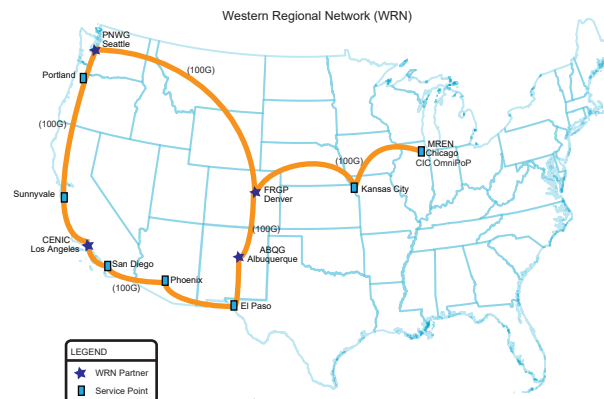 Western Regional Network (WRN)
PNWG
Seattle
(100G)
Portland
(100G)
MREN
Chicago
CIC OmniPoP
(100G)
Kansas City
FRGP
Denver
Sunnyvale
(100G)
CENIC
Los Angeles
ABQG
Albuquerque
San Diego
Phoenix
(100G)
El Paso
LEGEND
WRN Partner
Service Point